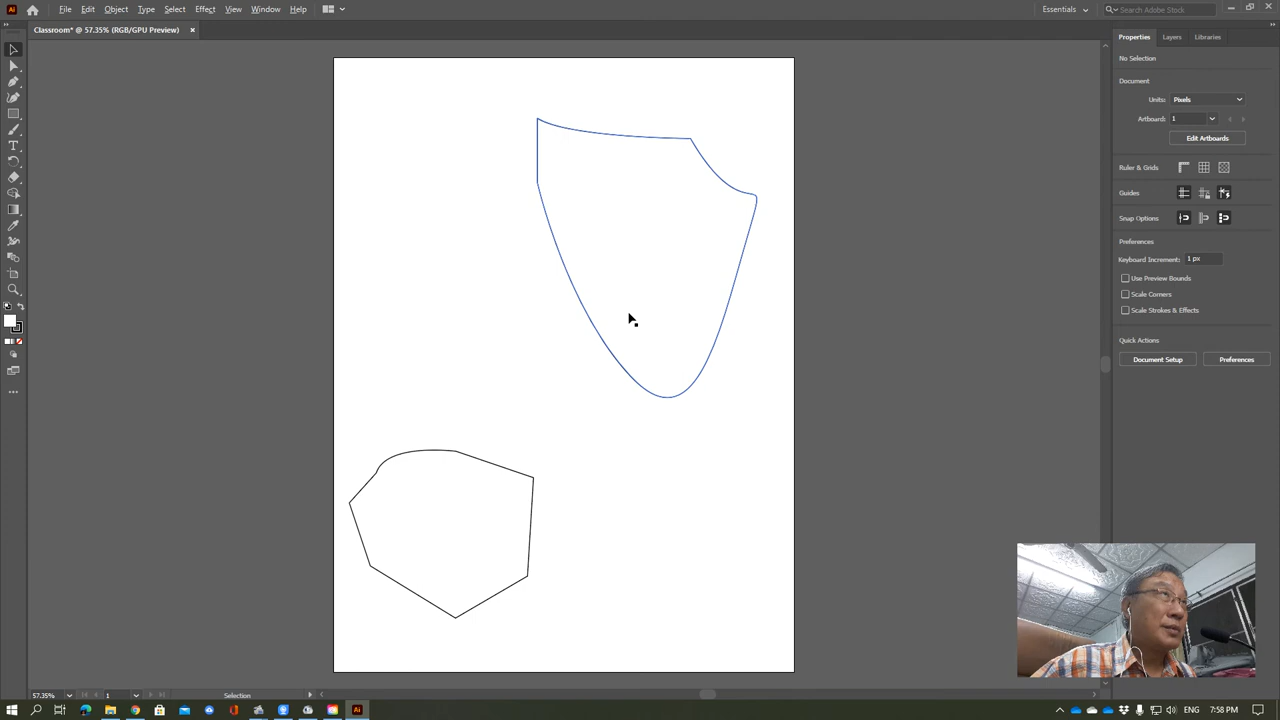 Ai File Edit Object Type Select Effect View Window Help Essentials Search Adobe Stock
Classroom* @ 57.35% (RGB/GPU Preview) ×
Properties Layers Libraries
No Selection
Document
Units: Pixels
Artboard: 1
Edit Artboards
Ruler & Grids
Guides
Snap Options
Preferences
Keyboard Increment: 1 px
Use Preview Bounds
Scale Corners
Scale Strokes & Effects
Quick Actions
Document Setup Preferences
57.35% 1 Selection
ENG 7:58 PM